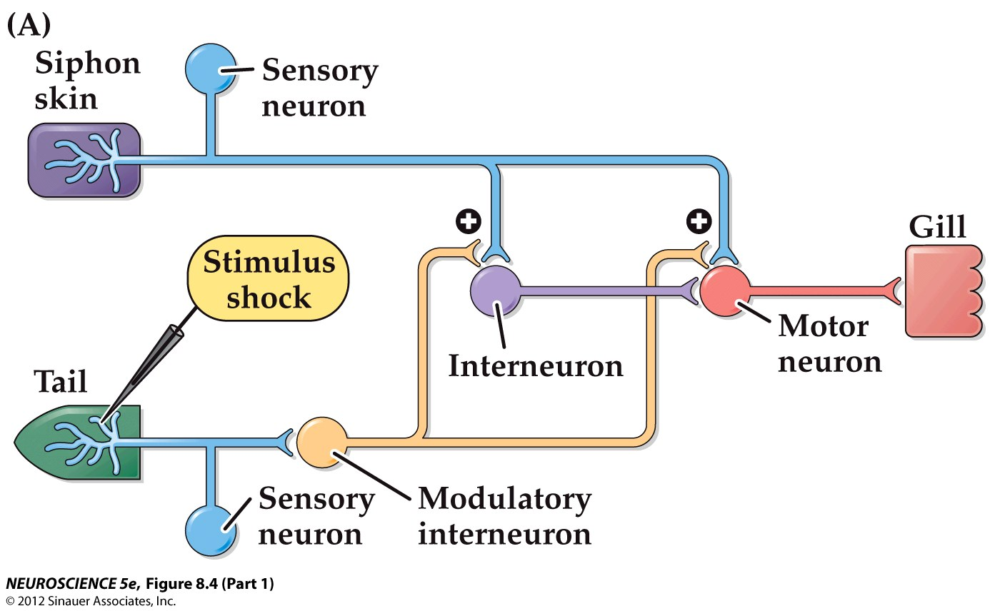 (A)
Siphon
skin
Sensory
neuron
Gill
Stimulus
shock
Motor
neuron
Interneuron
Tail
Sensory
neuron
Modulatory
interneuron
NEUROSCIENCE 5e, Figure 8.4 (Part 1)
© 2012 Sinauer Associates, Inc.